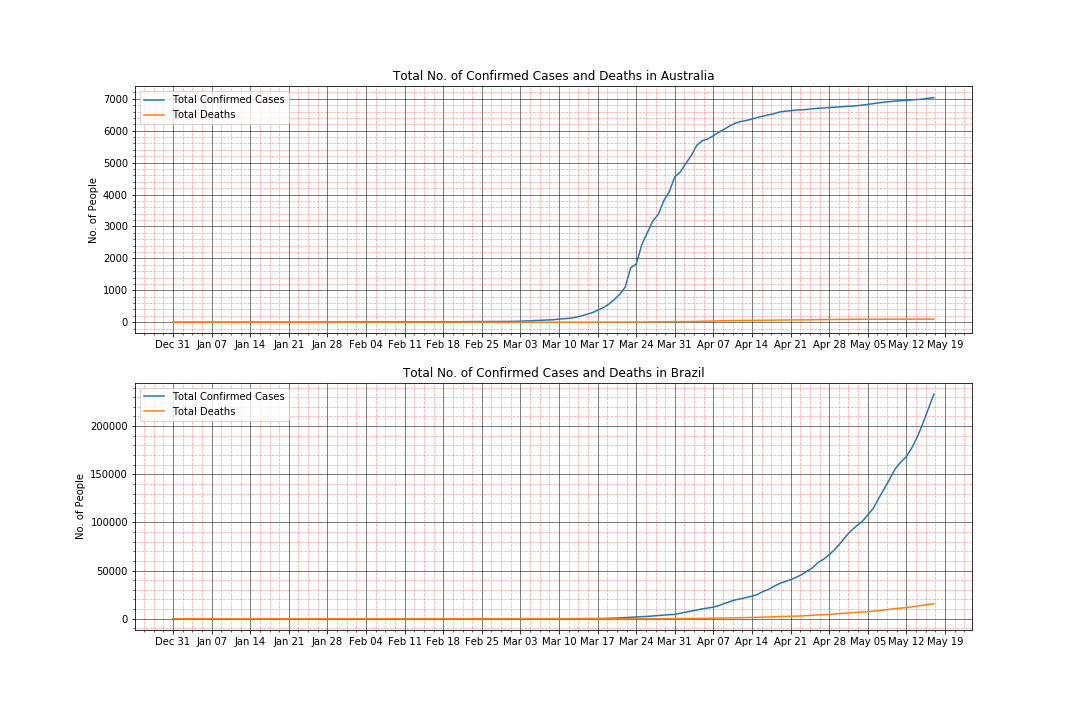 Total No. of Confirmed Cases and Deaths in Australia
Total Confirmed Cases
Total Deaths
No. of People
7000
6000
5000
4000
3000
2000
1000
0
Dec 31 Jan 07 Jan 14 Jan 21 Jan 28 Feb 04 Feb 11 Feb 18 Feb 25 Mar 03 Mar 10 Mar 17 Mar 24 Mar 31 Apr 07 Apr 14 Apr 21 Apr 28 May 05 May 12 May 19
Total No. of Confirmed Cases and Deaths in Brazil
Total Confirmed Cases
Total Deaths
No. of People
200000
150000
100000
50000
0
Dec 31 Jan 07 Jan 14 Jan 21 Jan 28 Feb 04 Feb 11 Feb 18 Feb 25 Mar 03 Mar 10 Mar 17 Mar 24 Mar 31 Apr 07 Apr 14 Apr 21 Apr 28 May 05 May 12 May 19